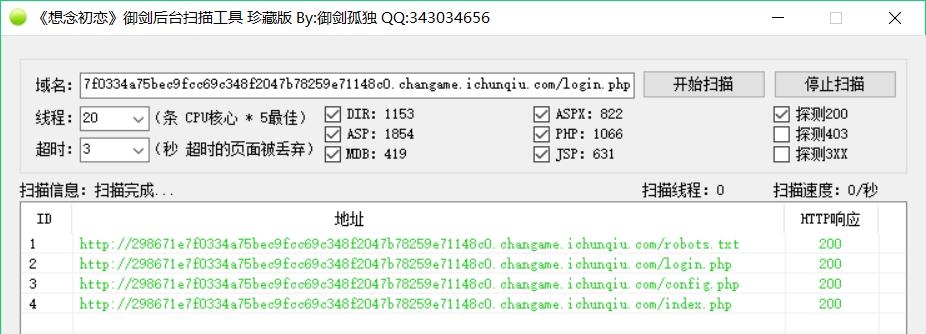 《想念初恋》御剑后台扫描工具 珍藏版 By:御剑孤独 QQ:343034656
域名: 7f0334a75bec9fcc69c348f2047b78259e71148c0.changame.ichunqiu.com/login.php 开始扫描 停止扫描
线程: 20 (条 CPU核心 * 5最佳) DIR: 1153 ASPX: 822 探测200
ASP: 1854 PHP: 1066 探测403
超时: 3 (秒 超时的页面被丢弃) MDB: 419 JSP: 631 探测3XX
扫描信息: 扫描完成... 扫描线程: 0 扫描速度: 0/秒
ID 地址 HTTP响应
1 http://298671e7f0334a75bec9fcc69c348f2047b78259e71148c0.changame.ichunqiu.com/robots.txt 200
2 http://298671e7f0334a75bec9fcc69c348f2047b78259e71148c0.changame.ichunqiu.com/login.php 200
3 http://298671e7f0334a75bec9fcc69c348f2047b78259e71148c0.changame.ichunqiu.com/config.php 200
4 http://298671e7f0334a75bec9fcc69c348f2047b78259e71148c0.changame.ichunqiu.com/index.php 200